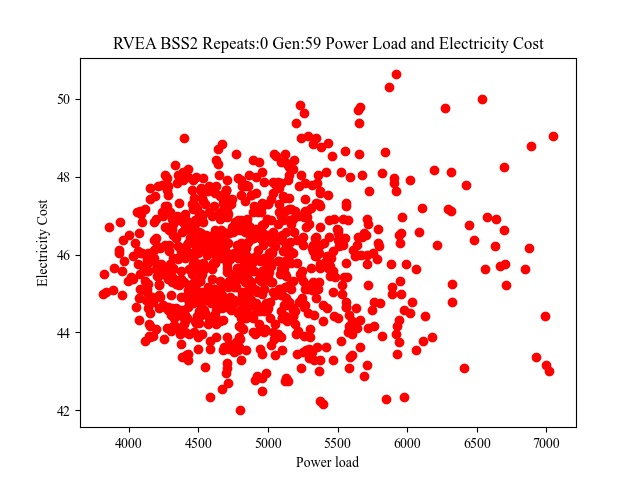 RVEA BSS2 Repeats:0 Gen:59 Power Load and Electricity Cost
50
48
46
44
42
Electricity Cost
4000 4500 5000 5500 6000 6500 7000
Power load